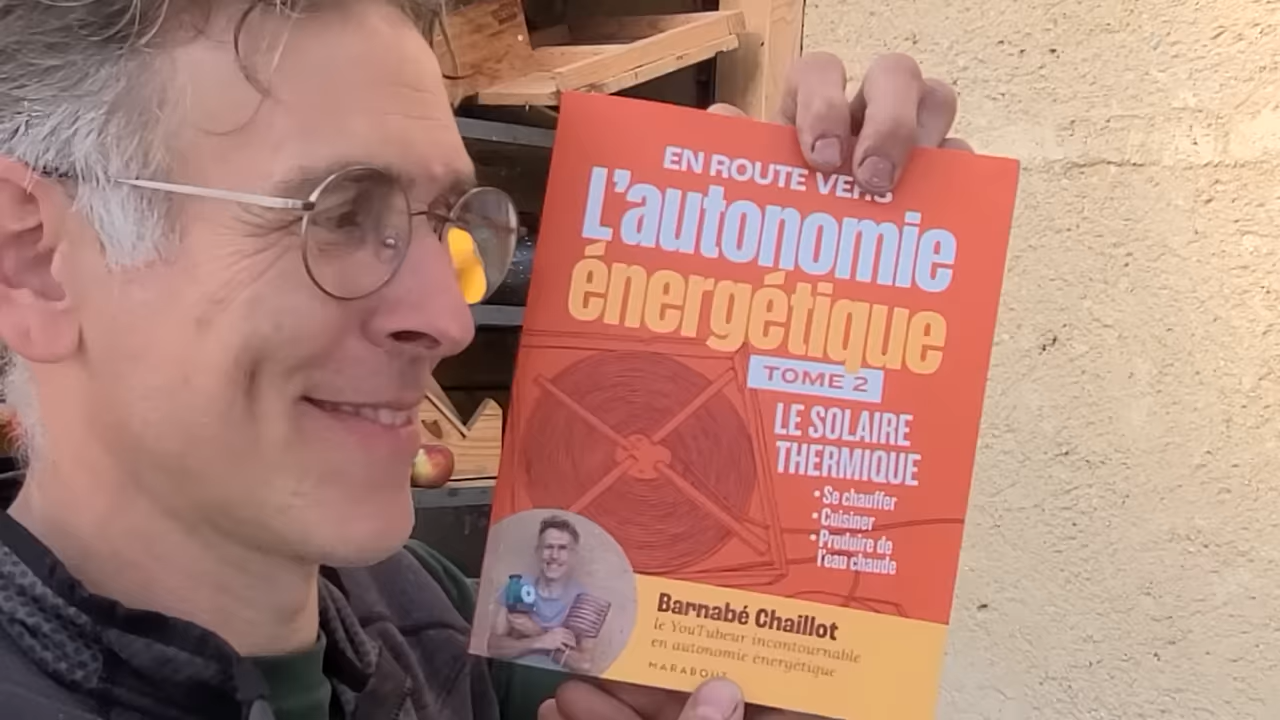 EN ROUTE VERS
L'autonomie
énergétique
TOME 2
LE SOLAIRE
THERMIQUE
• Se chauffer
• Cuisiner
• Produire de
l'eau chaude
Barnabé Chaillot
le YouTubeur incontournable
en autonomie énergétique
MARABOUT